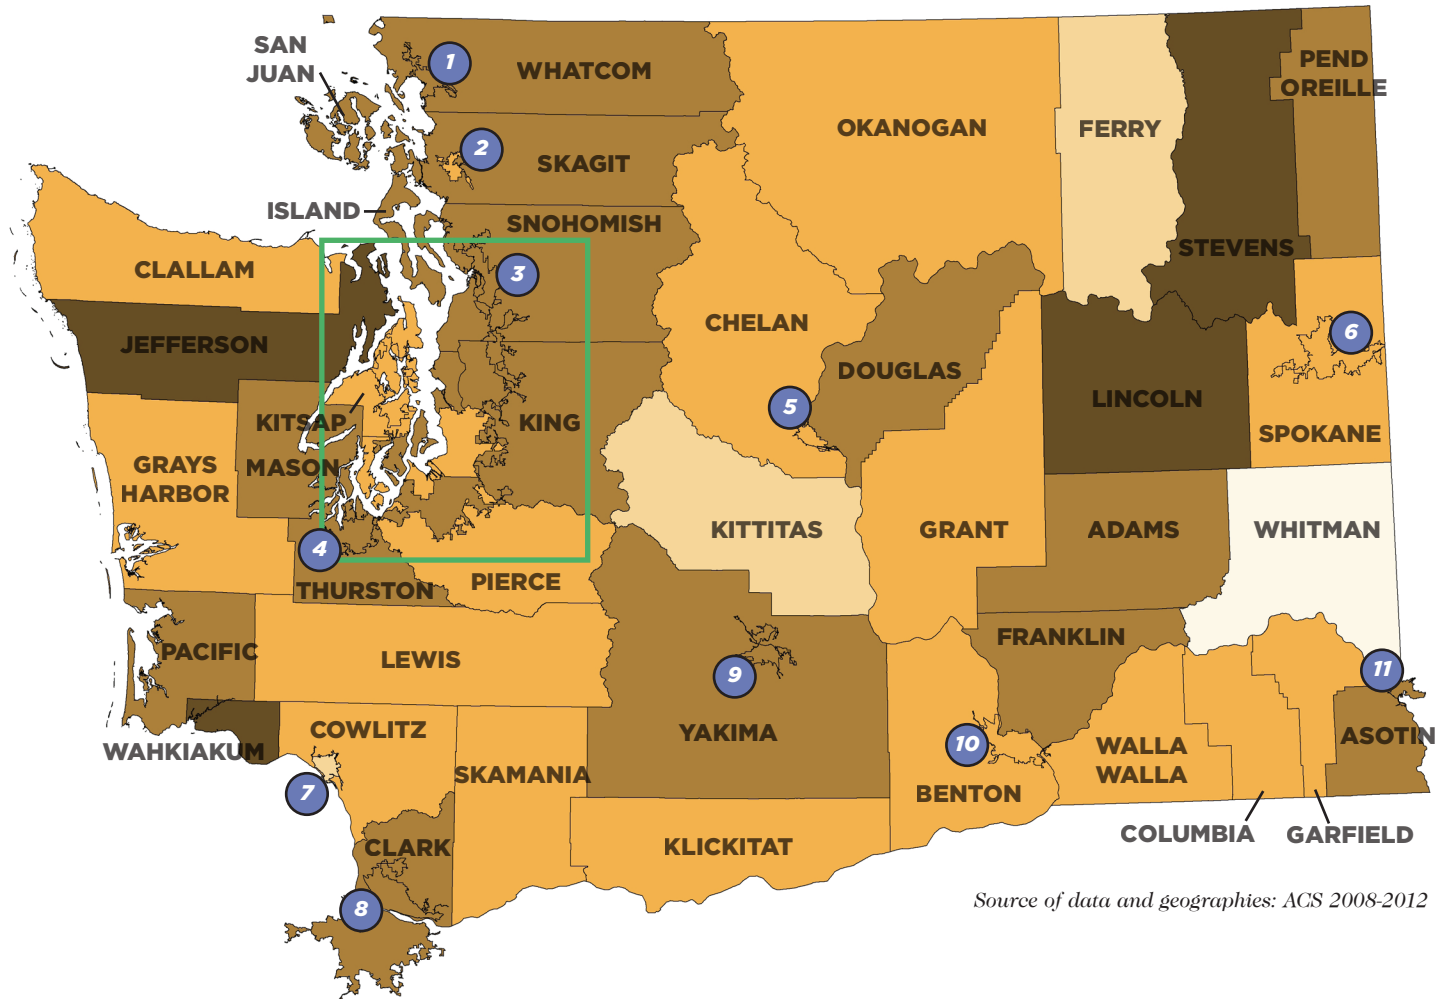 SAN
JUAN
1
WHATCOM
PEND
OREILLE
OKANOGAN
FERRY
2
SKAGIT
ISLAND
SNOHOMISH
STEVENS
CLALLAM
3
CHELAN
6
JEFFERSON
DOUGLAS
LINCOLN
5
KITSAP
KING
SPOKANE
GRAYS
HARBOR
MASON
KITTITAS
GRANT
ADAMS
WHITMAN
4
THURSTON
PIERCE
FRANKLIN
PACIFIC
LEWIS
9
11
COWLITZ
YAKIMA
ASOTIN
WAHKIAKUM
10
WALLA
WALLA
SKAMANIA
7
BENTON
COLUMBIA
GARFIELD
CLARK
KLICKITAT
8
Source of data and geographies: ACS 2008-2012